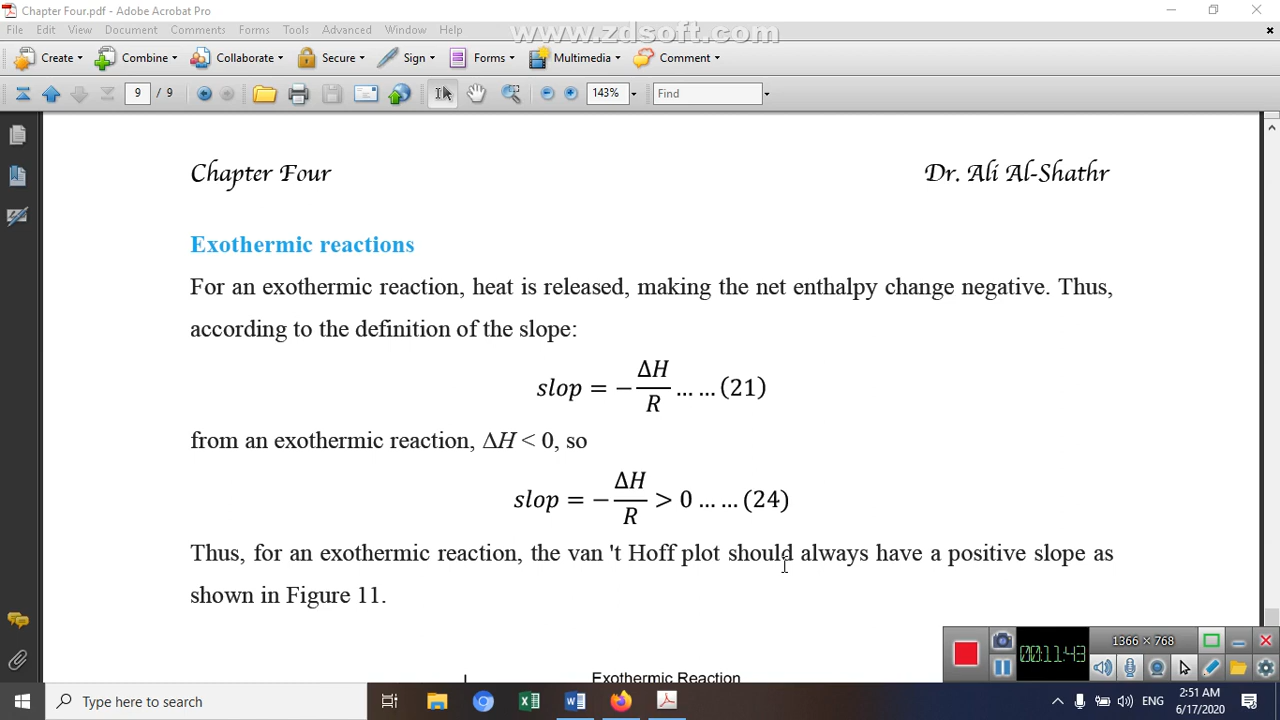 Chapter Four.pdf - Adobe Acrobat Pro
File Edit View Document Comments Forms Tools Advanced Window Help
www.zdsoft.com
Create Combine Collaborate Secure Sign Forms Multimedia Comment
9 / 9 143% Find
Chapter Four Dr. Ali Al-Shathr
Exothermic reactions
For an exothermic reaction, heat is released, making the net enthalpy change negative. Thus,
according to the definition of the slope:
slop = −ΔH/R … … (21)
from an exothermic reaction, ΔH < 0, so
slop = −ΔH/R > 0 … … (24)
Thus, for an exothermic reaction, the van 't Hoff plot should always have a positive slope as
shown in Figure 11.
Exothermic Reaction
1366 × 768
00:11:43
Type here to search
ENG
2:51 AM
6/17/2020